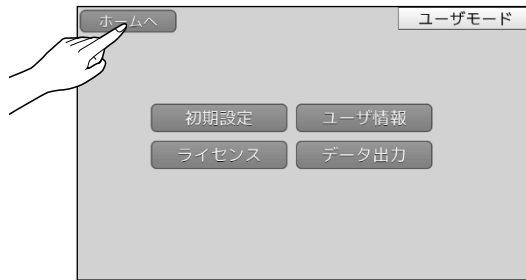 ホームへ
ユーザモード
初期設定
ユーザ情報
ライセンス
データ出力